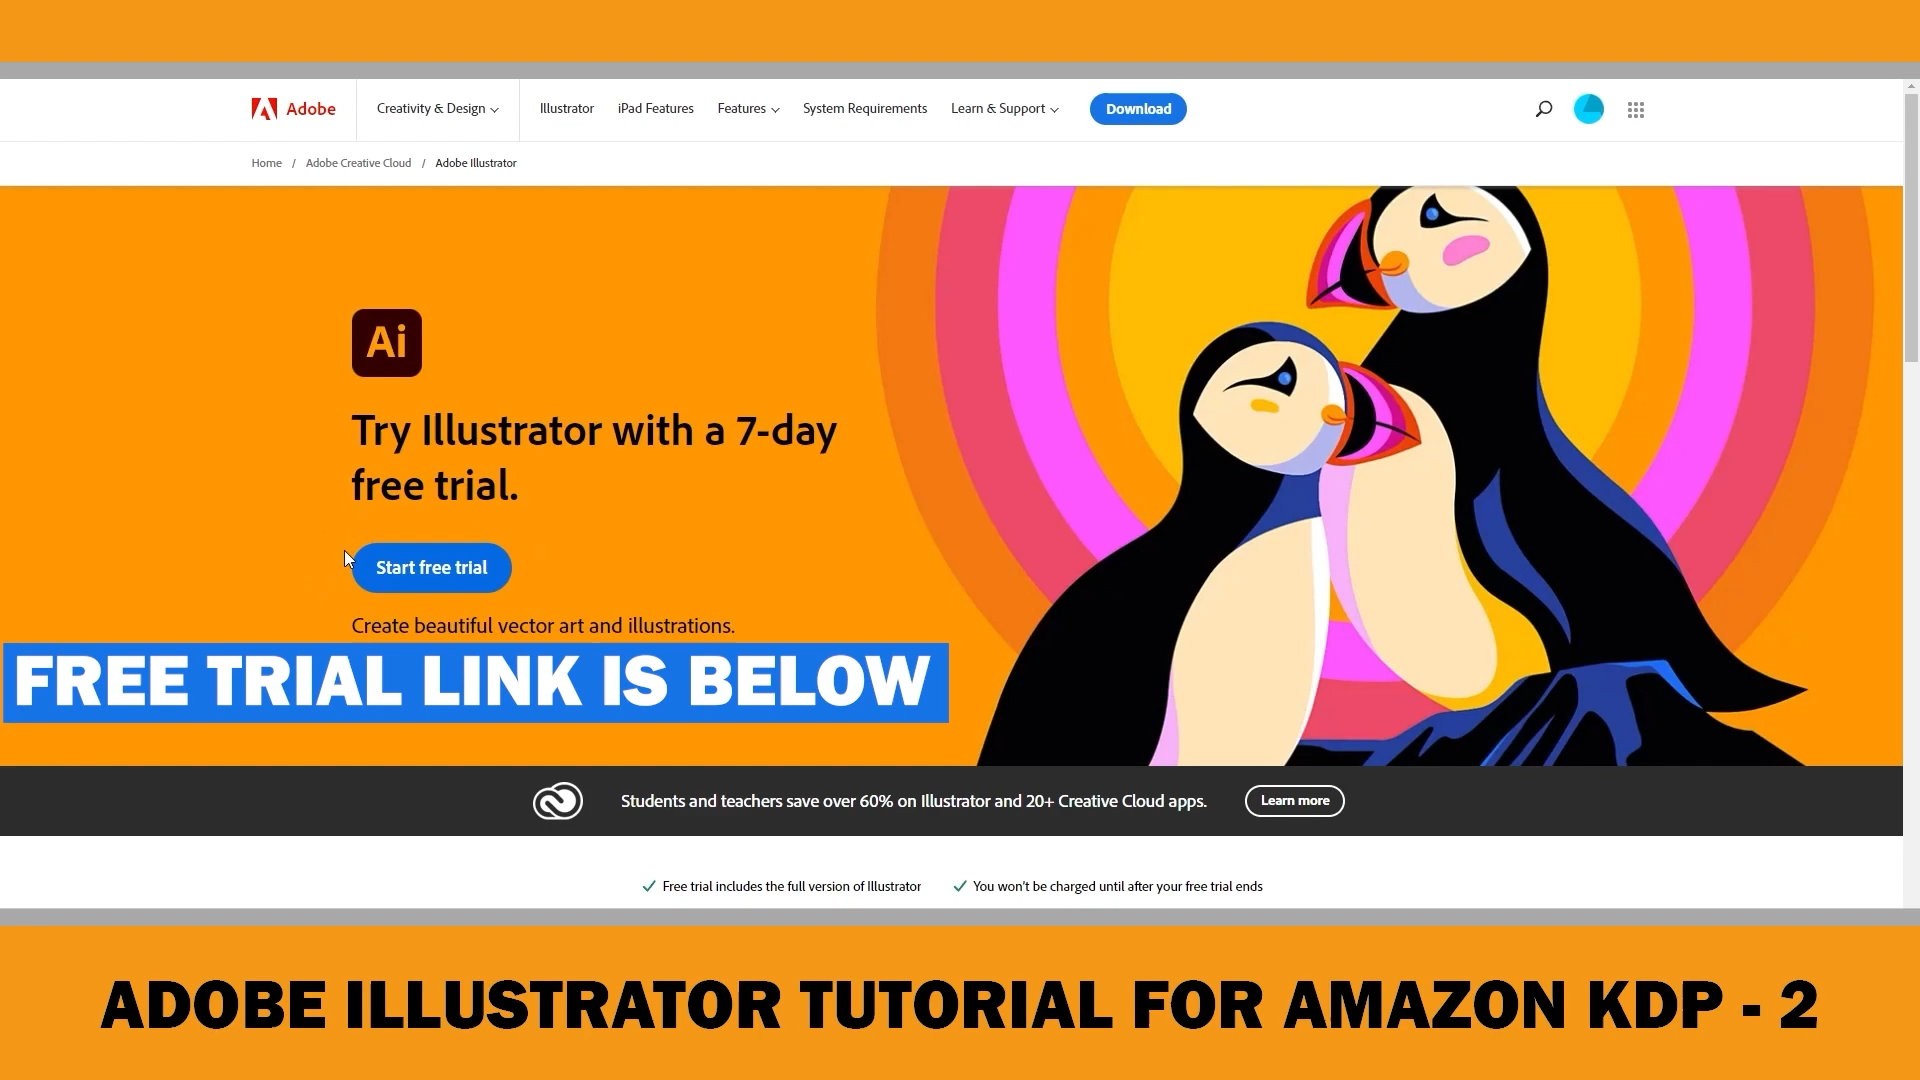 Adobe
Creativity & Design
Illustrator
iPad Features
Features
System Requirements
Learn & Support
Download
Home / Adobe Creative Cloud / Adobe Illustrator
Ai
Try Illustrator with a 7-day
free trial.
Start free trial
Create beautiful vector art and illustrations.
FREE TRIAL LINK IS BELOW
Students and teachers save over 60% on Illustrator and 20+ Creative Cloud apps.
Learn more
Free trial includes the full version of Illustrator
You won't be charged until after your free trial ends
ADOBE ILLUSTRATOR TUTORIAL FOR AMAZON KDP - 2